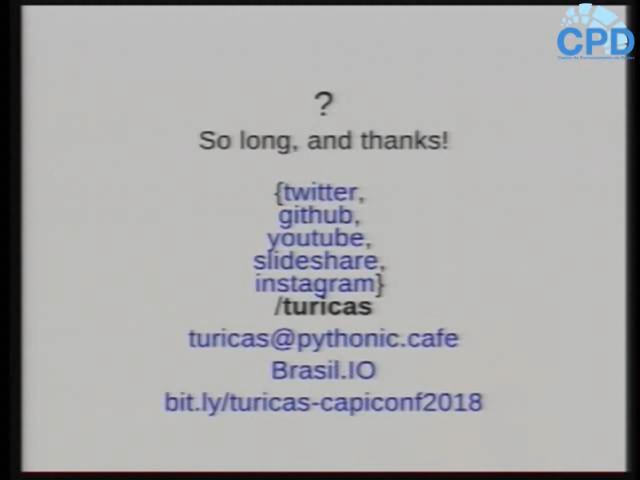 CPD
?
So long, and thanks!
{twitter,
github,
youtube,
slideshare,
instagram}
/turicas
turicas@pythonic.cafe
Brasil.IO
bit.ly/turicas-capiconf2018